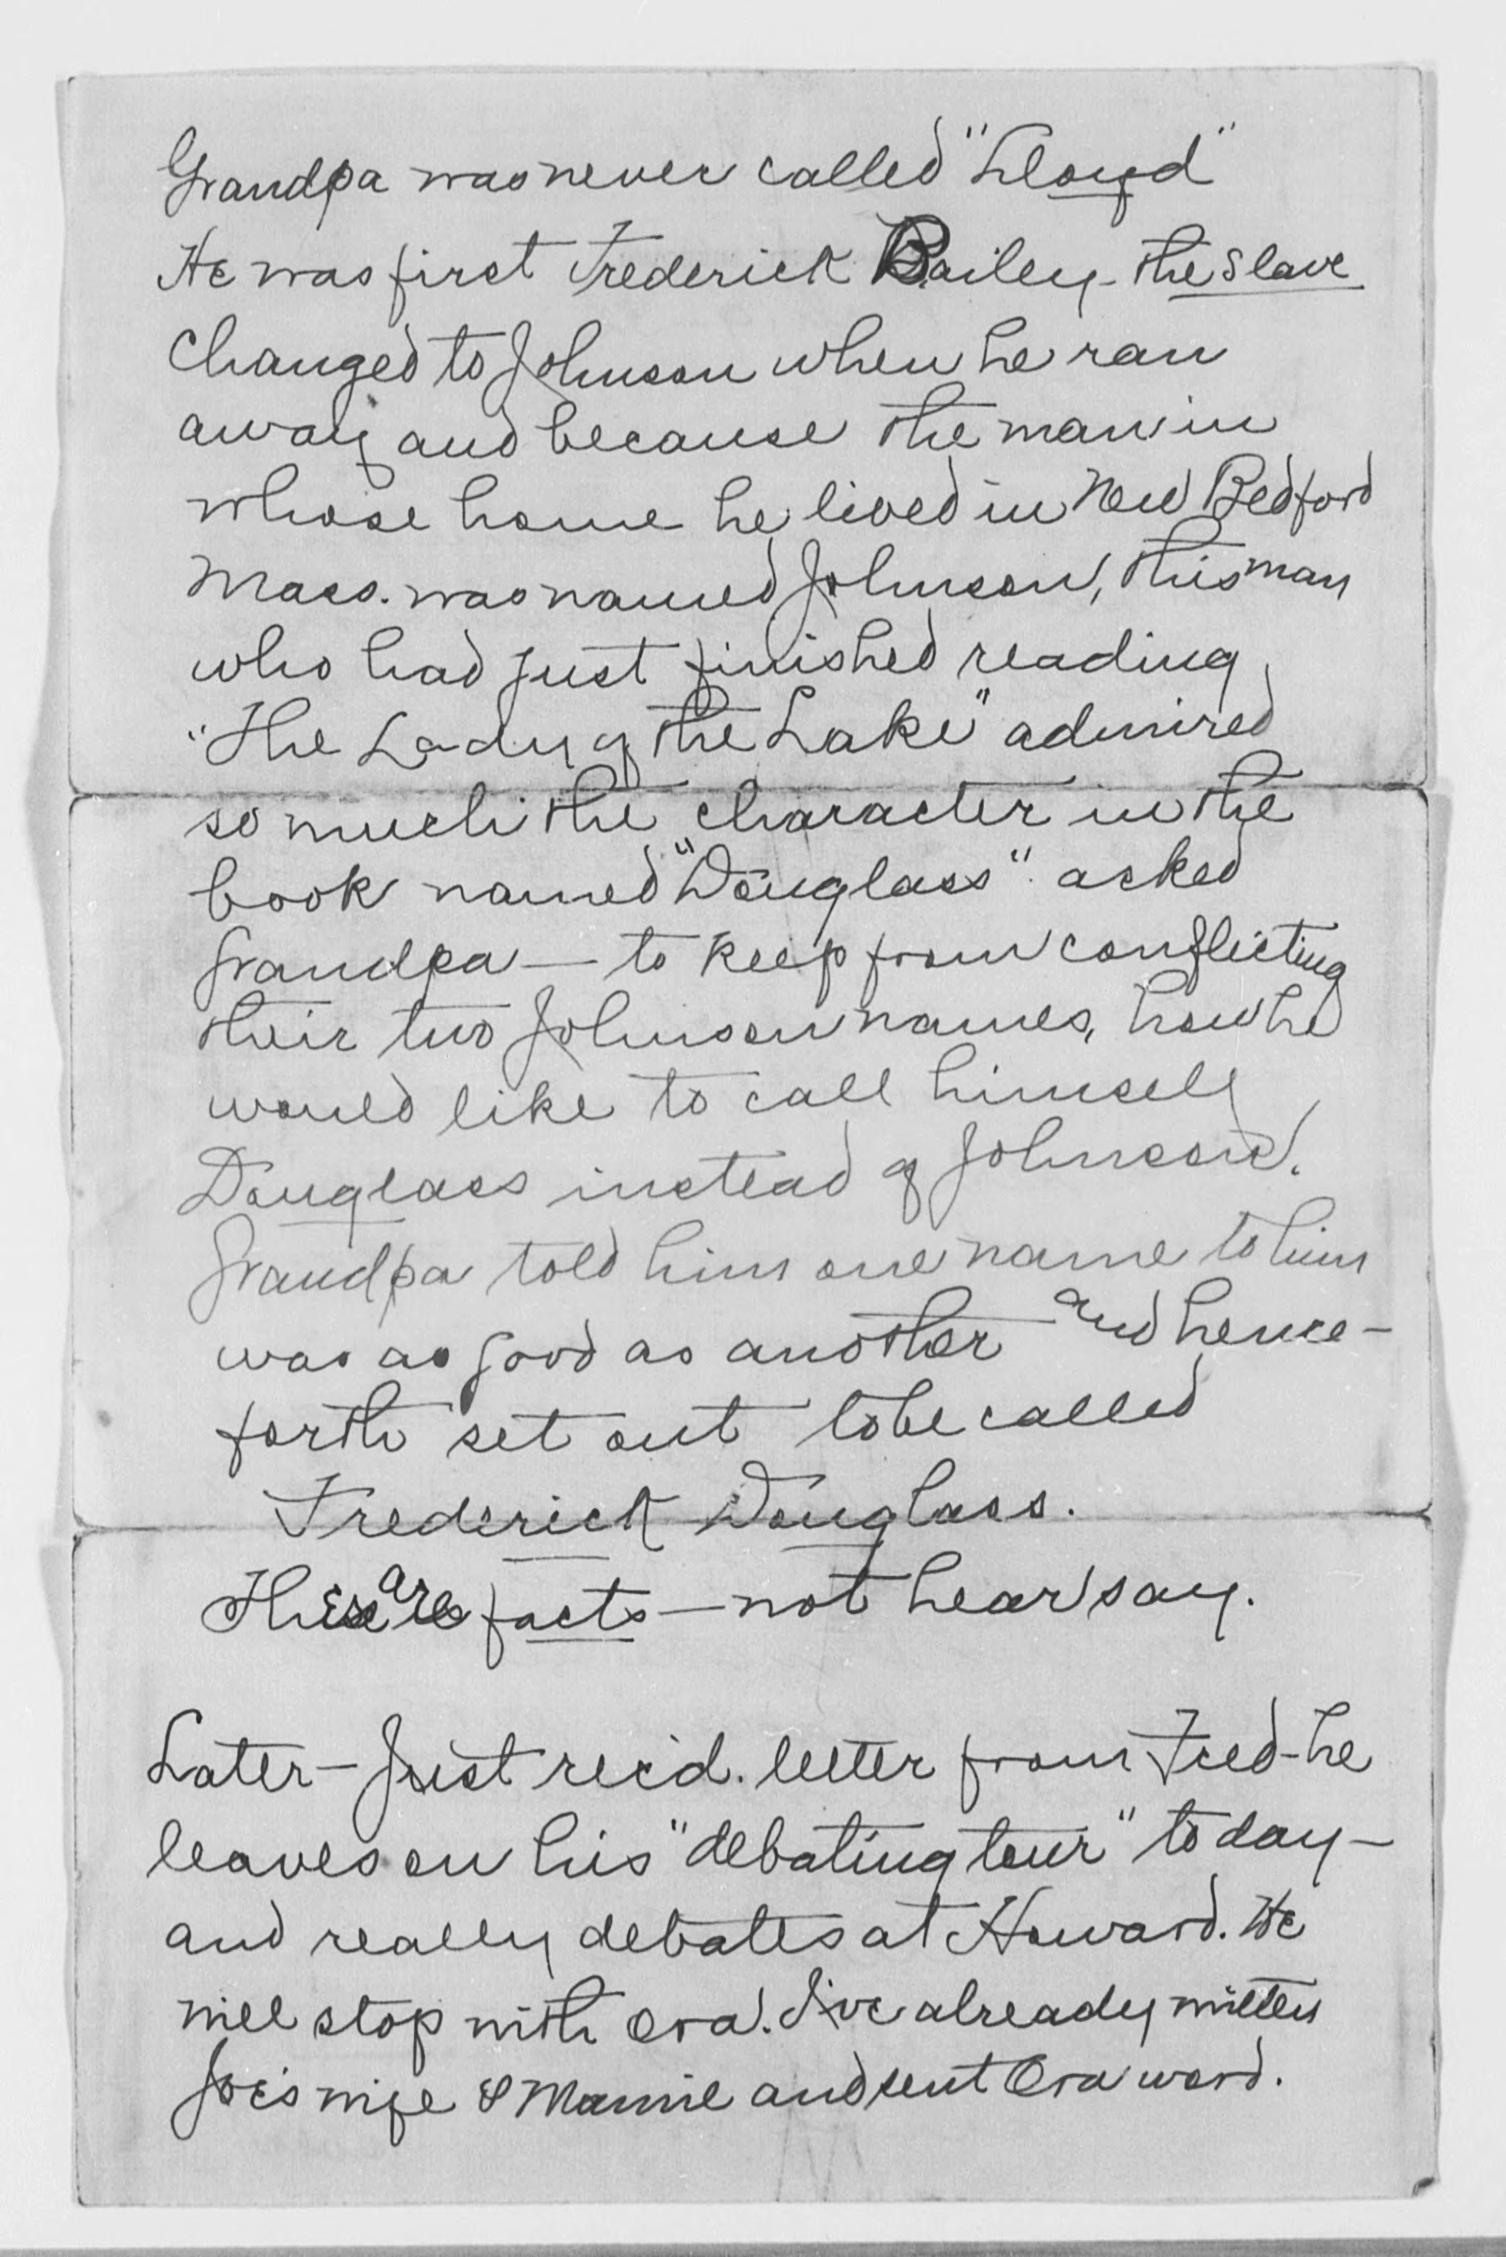 Grandpa was never called "Lloyd"
He was first Frederick Bailey - the slave
changed to Johnson when he ran
away and because the man in
whose home he lived in New Bedford
Mass. was named Johnson, this man
who had just finished reading
"The Lady of the Lake" admired
so much the character in the
book named "Douglass" asked
Grandpa — to keep from conflicting
their two Johnson names, how he
would like to call himself
Douglass instead of Johnson.
Grandpa told him one name to him
was as good as another and hence-
forth set out to be called
Frederick Douglass.
These are facts — not hearsay.
Later - Just rec'd. letter from Fred - he
leaves on his "debating tour" today -
and really debates at Howard. He
will stop with Ora. I've already written
Joe's wife & Mamie and sent Ora word.